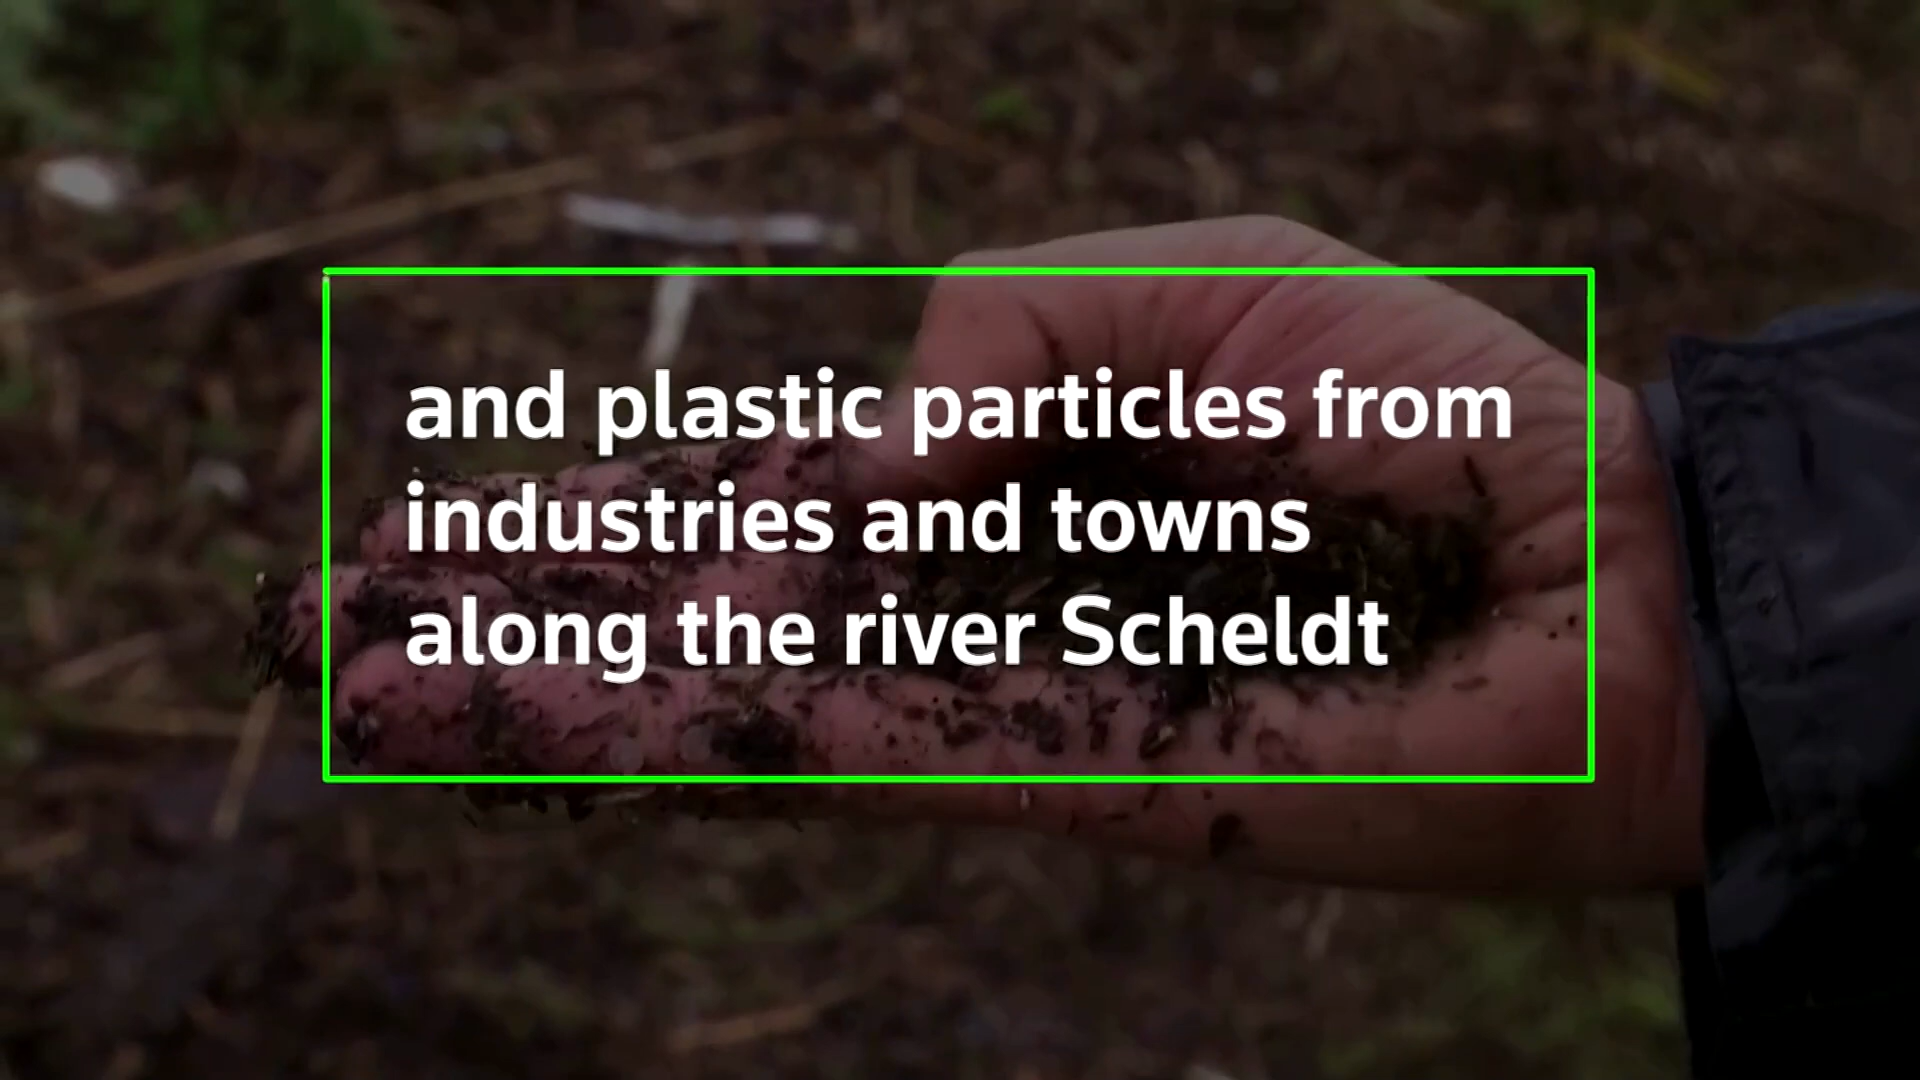 and plastic particles from
industries and towns
along the river Scheldt